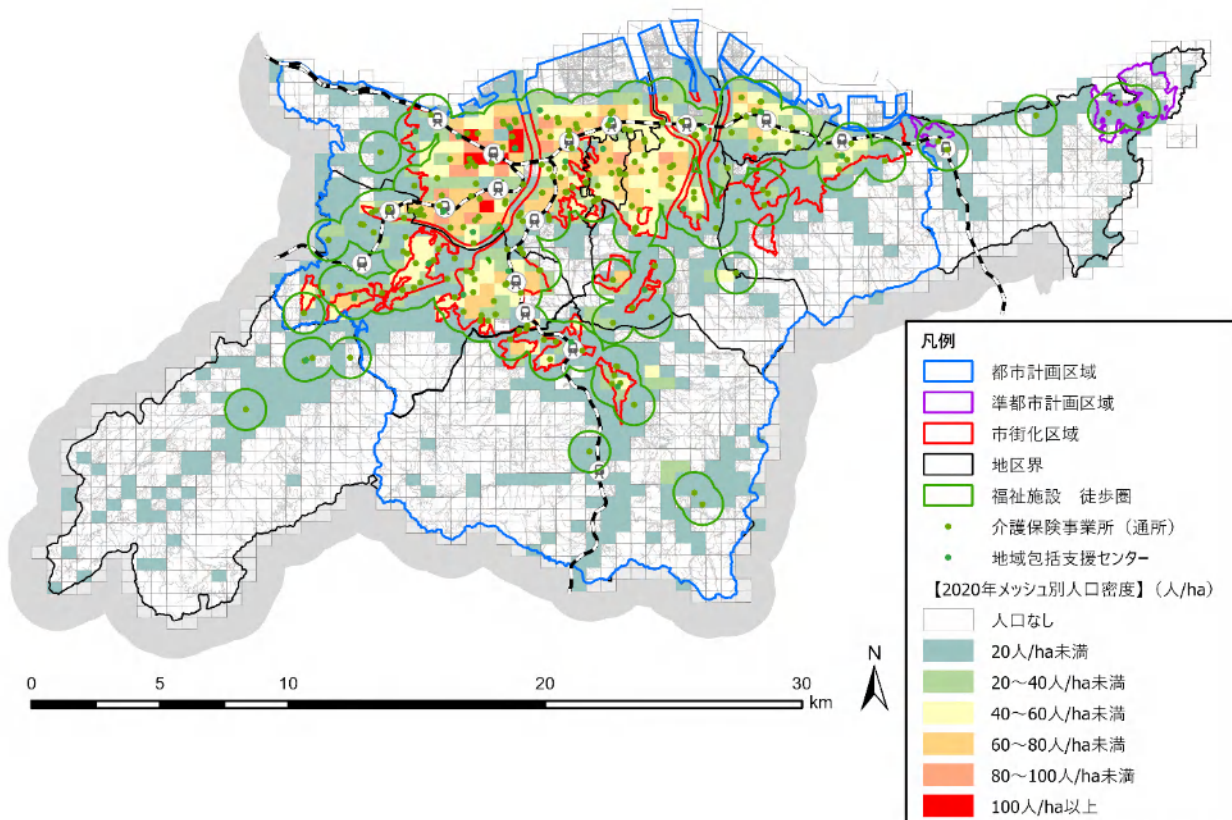 凡例
都市計画区域
準都市計画区域
市街化区域
地区界
福祉施設 徒歩圏
介護保険事業所（通所）
地域包括支援センター
【2020年メッシュ別人口密度】（人/ha）
人口なし
20人/ha未満
20～40人/ha未満
40～60人/ha未満
60～80人/ha未満
80～100人/ha未満
100人/ha以上
N
0 5 10 20 30
km